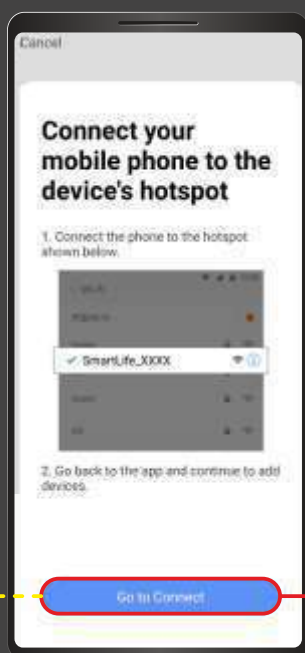 Cancel
Connect your
mobile phone to the
device's hotspot
1. Connect the phone to the hotspot
shown below.
SmartLife_XXXX
2. Go back to the app and continue to add
devices.
Go to Connect